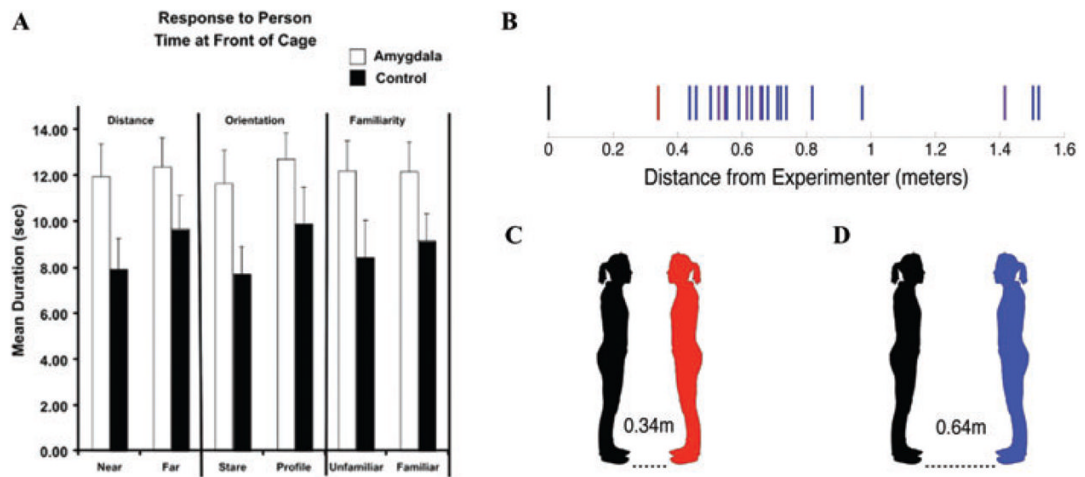 A
Response to Person
Time at Front of Cage
Amygdala
Control
Distance
Orientation
Familiarity
Mean Duration (sec)
14.00
12.00
10.00
8.00
6.00
4.00
2.00
0.00
Near Far Stare Profile Unfamiliar Familiar
B
0 0.2 0.4 0.6 0.8 1 1.2 1.4 1.6
Distance from Experimenter (meters)
C
0.34m
D
0.64m